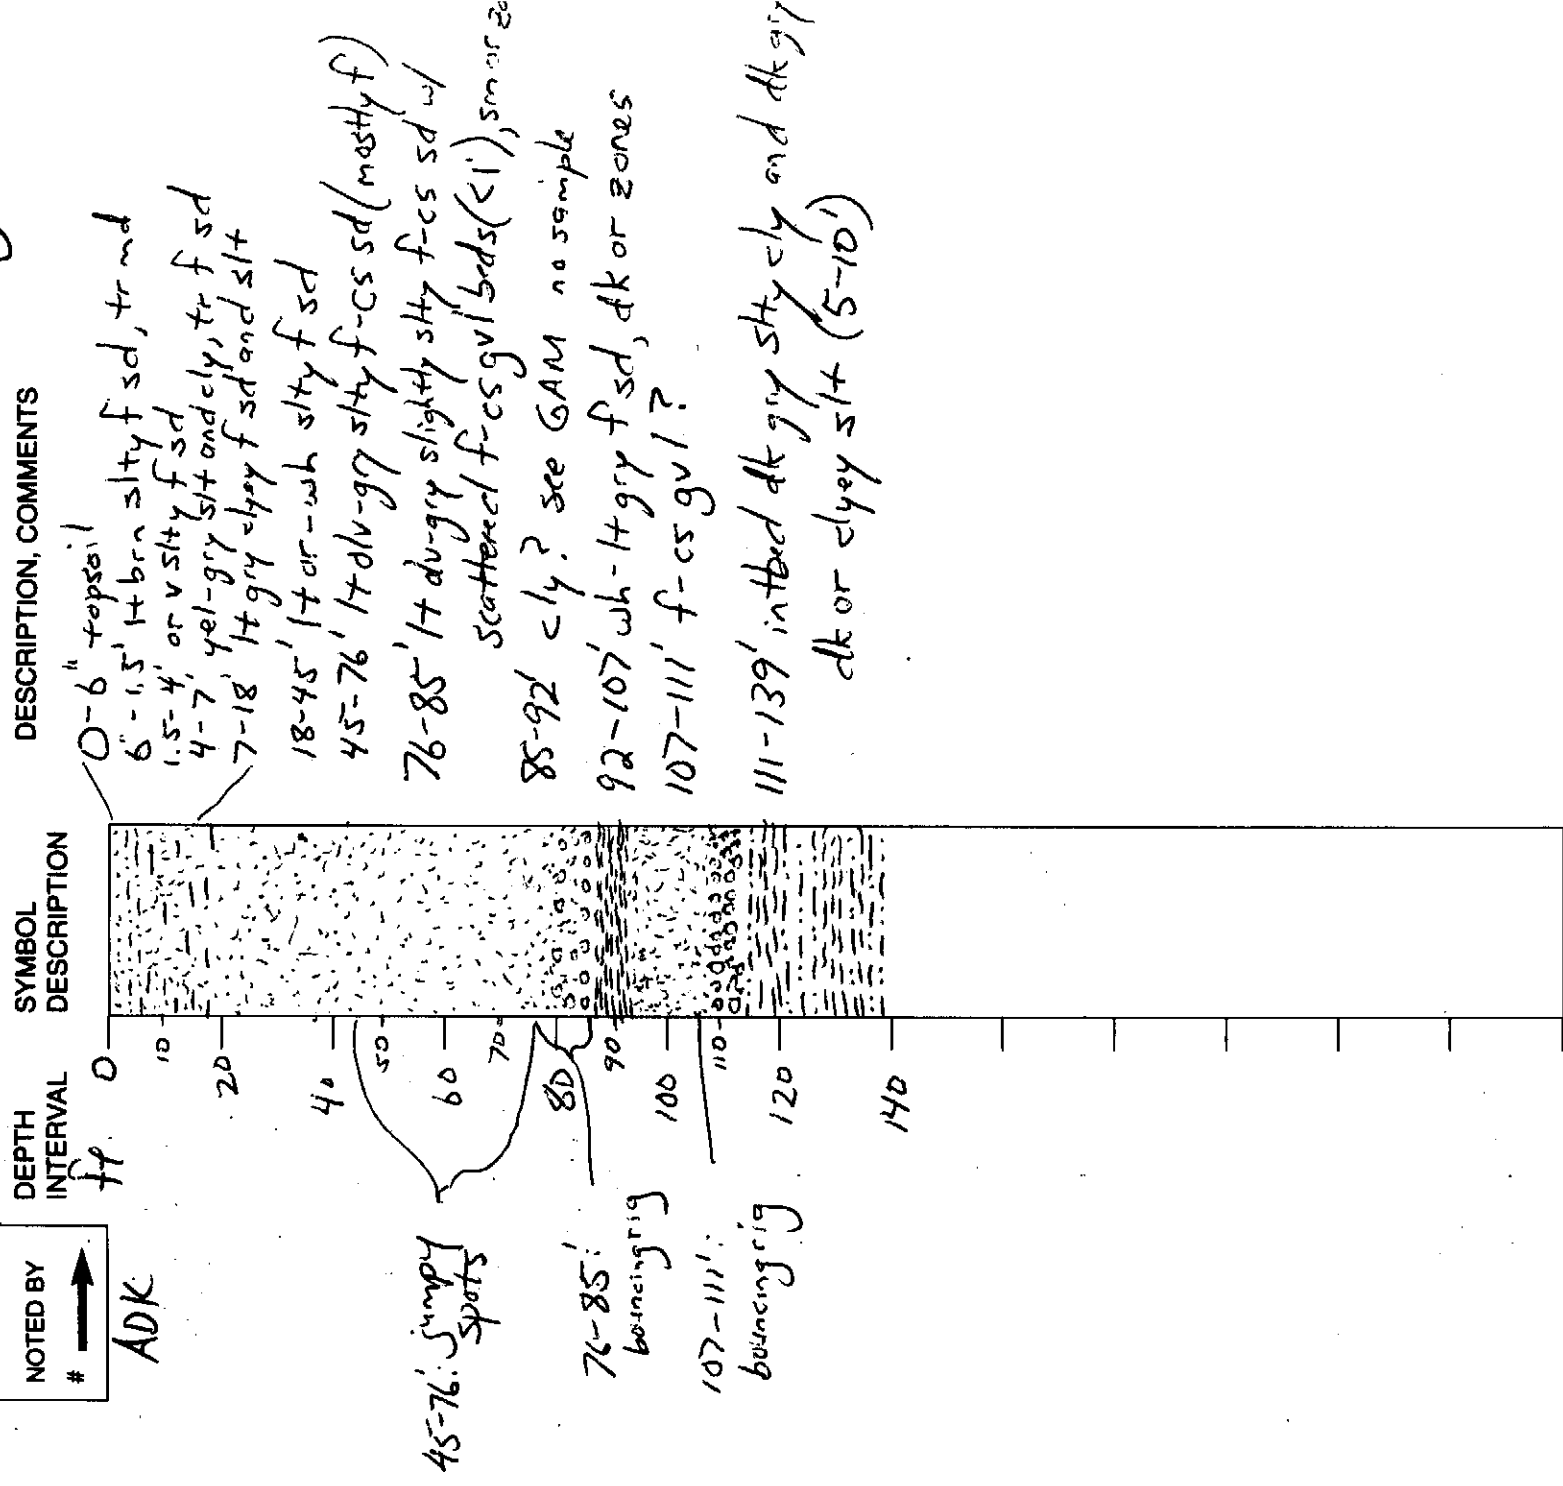 NOTED BY
#
ADK
DEPTH
INTERVAL
ft
SYMBOL
DESCRIPTION
DESCRIPTION, COMMENTS
0
10
20
40
50
60
70
80
90
100
110
120
140
0-6" topsoil
6"-1.5' lt brn slty f sd, tr md
1.5-4' or v slty f sd
4-7' yel-gry slt and cly, tr f sd
7-18' lt gry clyey f sd and slt
18-45' lt or-wh slty f sd
45-76' lt olv-gry slty f-cs sd (mostly f)
76-85' lt olv-gry slightly slty f-cs sd w/
scattered f-cs gvl beds (<1'), sm or
85-92' cly? see GAM no sample
92-107' wh-lt gry f sd, dk or zones
107-111' f-cs gvl?
111-139' intbed dk gry slty cly and dk gry
dk or clyey slt (5-10')
45-76': jumpy
spots
76-85':
bouncing rig
107-111':
bouncing rig